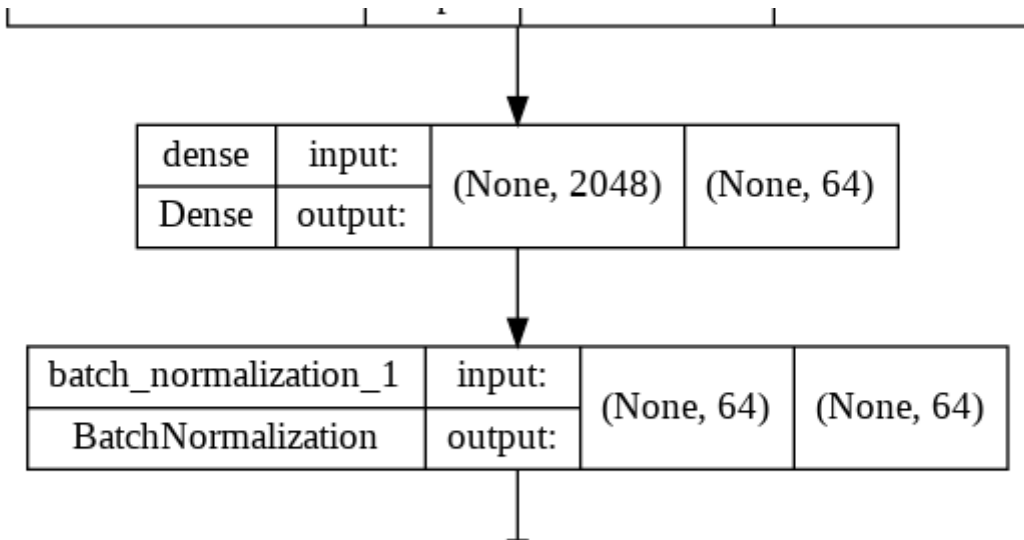 dense input: (None, 2048) (None, 64)
Dense output:
batch_normalization_1 input: (None, 64) (None, 64)
BatchNormalization output: